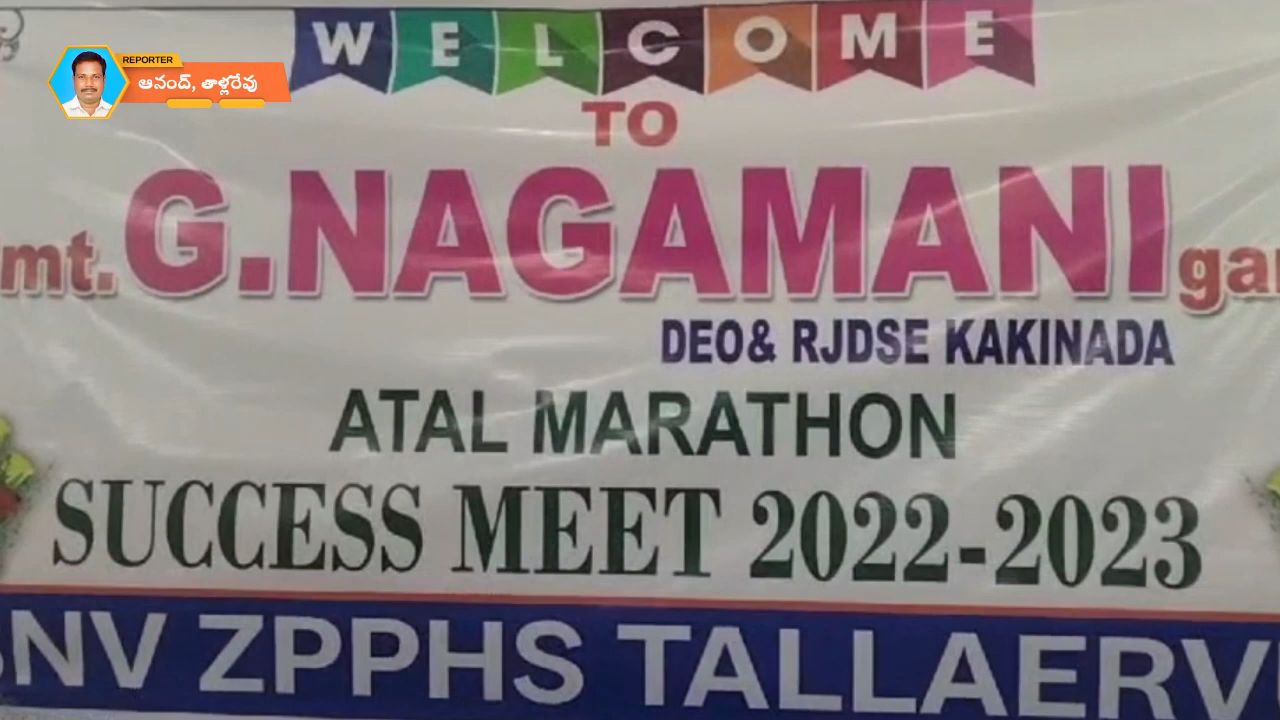 WELCOME
REPORTER
ఆనంద్, తాళ్లరేవు
TO
mt. G.NAGAMANI gar
DEO& RJDSE KAKINADA
ATAL MARATHON
SUCCESS MEET 2022-2023
NV ZPPHS TALLAERV